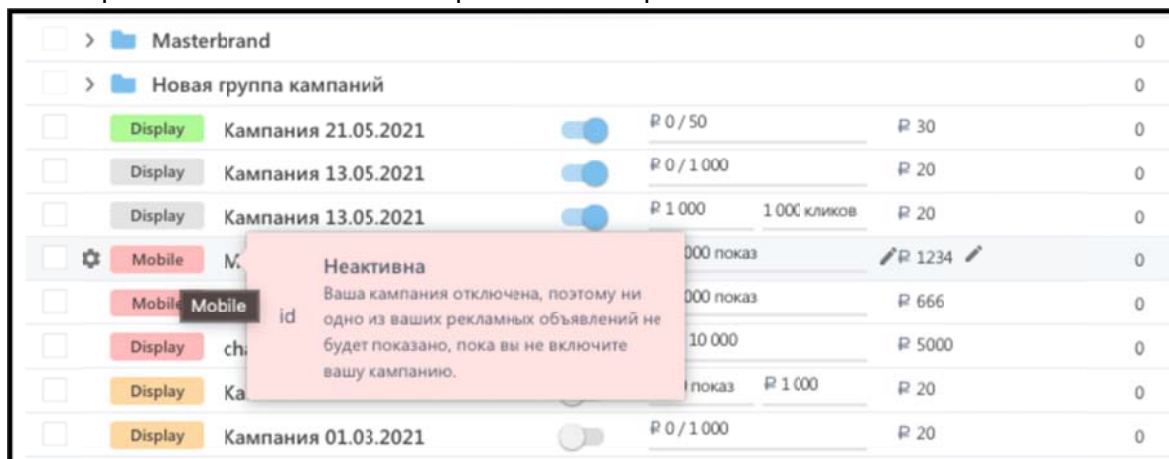 Masterbrand 0
Новая группа кампаний 0
Display Кампания 21.05.2021 ₽ 0 / 50 ₽ 30 0
Display Кампания 13.05.2021 ₽ 0 / 1 000 ₽ 20 0
Display Кампания 13.05.2021 ₽ 1 000 1 000 кликов ₽ 20 0
Mobile 000 показ ₽ 1234 0
Неактивна
Ваша кампания отключена, поэтому ни
id одно из ваших рекламных объявлений не
будет показано, пока вы не включите
вашу кампанию.
Mobile Mobile 000 показ ₽ 666 0
Display cha 10 000 ₽ 5000 0
Display Ка показ ₽ 1 000 ₽ 20 0
Display Кампания 01.03.2021 ₽ 0 / 1 000 ₽ 20 0